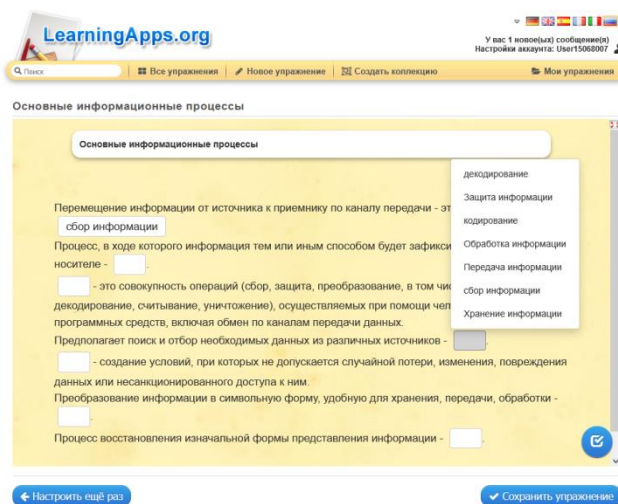 LearningApps.org
У вас 1 новое(ых) сообщение(я)
Настройки аккаунта: User15068007
Поиск
Все упражнения
Новое упражнение
Создать коллекцию
Мои упражнения
Основные информационные процессы
Основные информационные процессы
Перемещение информации от источника к приемнику по каналу передачи - эт
сбор информации
Процесс, в ходе которого информация тем или иным способом будет зафикси
носителе - .
- это совокупность операций (сбор, защита, преобразование, в том чис
декодирование, считывание, уничтожение), осуществляемых при помощи чел
программных средств, включая обмен по каналам передачи данных.
Предполагает поиск и отбор необходимых данных из различных источников - .
- создание условий, при которых не допускается случайной потери, изменения, повреждения
данных или несанкционированного доступа к ним.
Преобразование информации в символьную форму, удобную для хранения, передачи, обработки -
.
Процесс восстановления изначальной формы представления информации - .
декодирование
Защита информации
кодирование
Обработка информации
Передача информации
сбор информации
Хранение информации
Настроить ещё раз
Сохранить упражнение